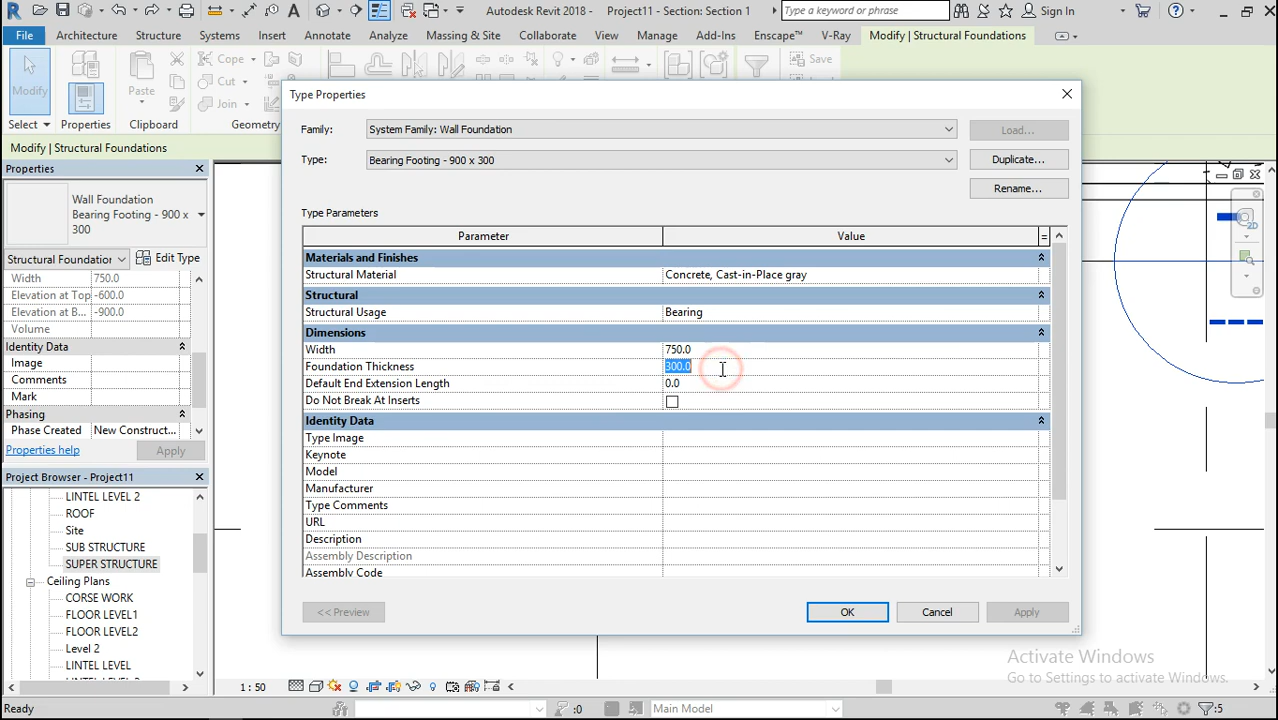 Autodesk Revit 2018 - Project11 - Section: Section 1
Type a keyword or phrase
Sign In
File Architecture Structure Systems Insert Annotate Analyze Massing & Site Collaborate View Manage Add-Ins Enscape™ V-Ray Modify | Structural Foundations
Modify
Paste
Cope
Cut
Join
Save
Select Properties Clipboard Geometry
Modify | Structural Foundations
Properties
Wall Foundation
Bearing Footing - 900 x
300
Structural Foundation
Edit Type
Width 750.0
Elevation at Top -600.0
Elevation at B... -900.0
Volume
Identity Data
Image
Comments
Mark
Phasing
Phase Created New Construct...
Properties help
Apply
Project Browser - Project11
LINTEL LEVEL 2
ROOF
Site
SUB STRUCTURE
SUPER STRUCTURE
Ceiling Plans
CORSE WORK
FLOOR LEVEL1
FLOOR LEVEL2
Level 2
LINTEL LEVEL
Type Properties
Family: System Family: Wall Foundation Load...
Type: Bearing Footing - 900 x 300 Duplicate...
Rename...
Type Parameters
Parameter Value =
Materials and Finishes
Structural Material Concrete, Cast-in-Place gray
Structural
Structural Usage Bearing
Dimensions
Width 750.0
Foundation Thickness 300.0
Default End Extension Length 0.0
Do Not Break At Inserts
Identity Data
Type Image
Keynote
Model
Manufacturer
Type Comments
URL
Description
Assembly Description
Assembly Code
<< Preview OK Cancel Apply
2D
Activate Windows
Go to Settings to activate Windows.
1 : 50
Ready
:0
Main Model
:5